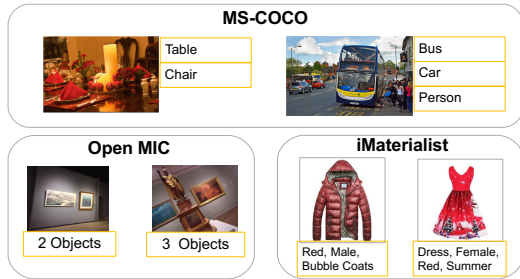 MS-COCO
Table
Chair
Bus
Car
Person
Open MIC
2 Objects
3 Objects
iMaterialist
Red, Male,
Bubble Coats
Dress, Female,
Red, Summer